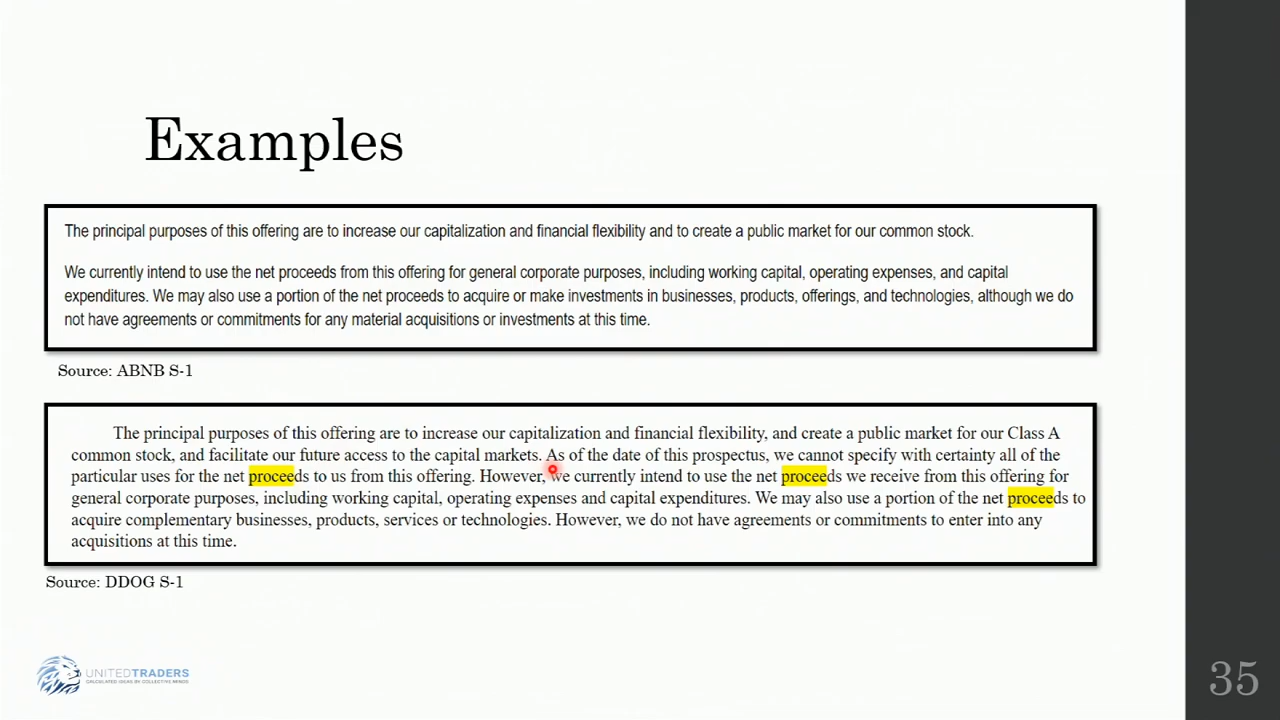 Examples
The principal purposes of this offering are to increase our capitalization and financial flexibility and to create a public market for our common stock.
We currently intend to use the net proceeds from this offering for general corporate purposes, including working capital, operating expenses, and capital
expenditures. We may also use a portion of the net proceeds to acquire or make investments in businesses, products, offerings, and technologies, although we do
not have agreements or commitments for any material acquisitions or investments at this time.
Source: ABNB S-1
The principal purposes of this offering are to increase our capitalization and financial flexibility, and create a public market for our Class A
common stock, and facilitate our future access to the capital markets. As of the date of this prospectus, we cannot specify with certainty all of the
particular uses for the net proceeds to us from this offering. However, we currently intend to use the net proceeds we receive from this offering for
general corporate purposes, including working capital, operating expenses and capital expenditures. We may also use a portion of the net proceeds to
acquire complementary businesses, products, services or technologies. However, we do not have agreements or commitments to enter into any
acquisitions at this time.
Source: DDOG S-1
UNITEDTRADERS
CALCULATED IDEAS BY COLLECTIVE MINDS
35